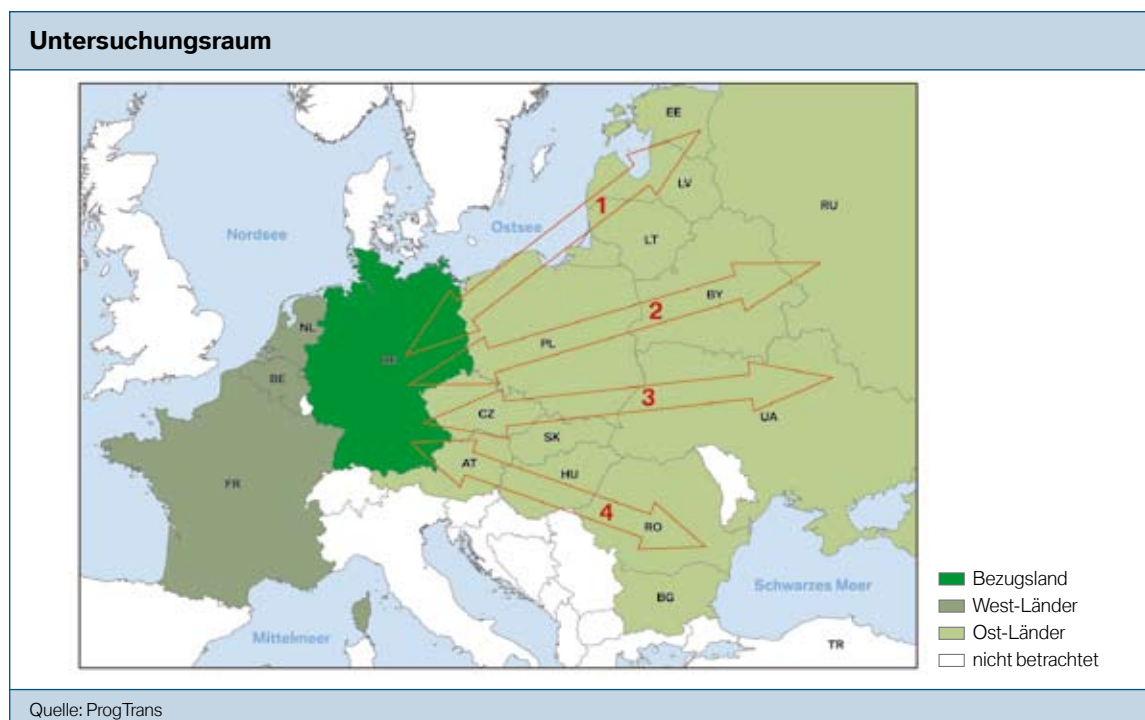 Untersuchungsraum
EE
LV
1
RU
Nordsee
Ostsee
LT
BY
2
NL
DE
PL
BE
3
CZ
UA
SK
AT
HU
FR
4
RO
Schwarzes Meer
BG
Mittelmeer
TR
Bezugsland
West-Länder
Ost-Länder
nicht betrachtet
Quelle: ProgTrans